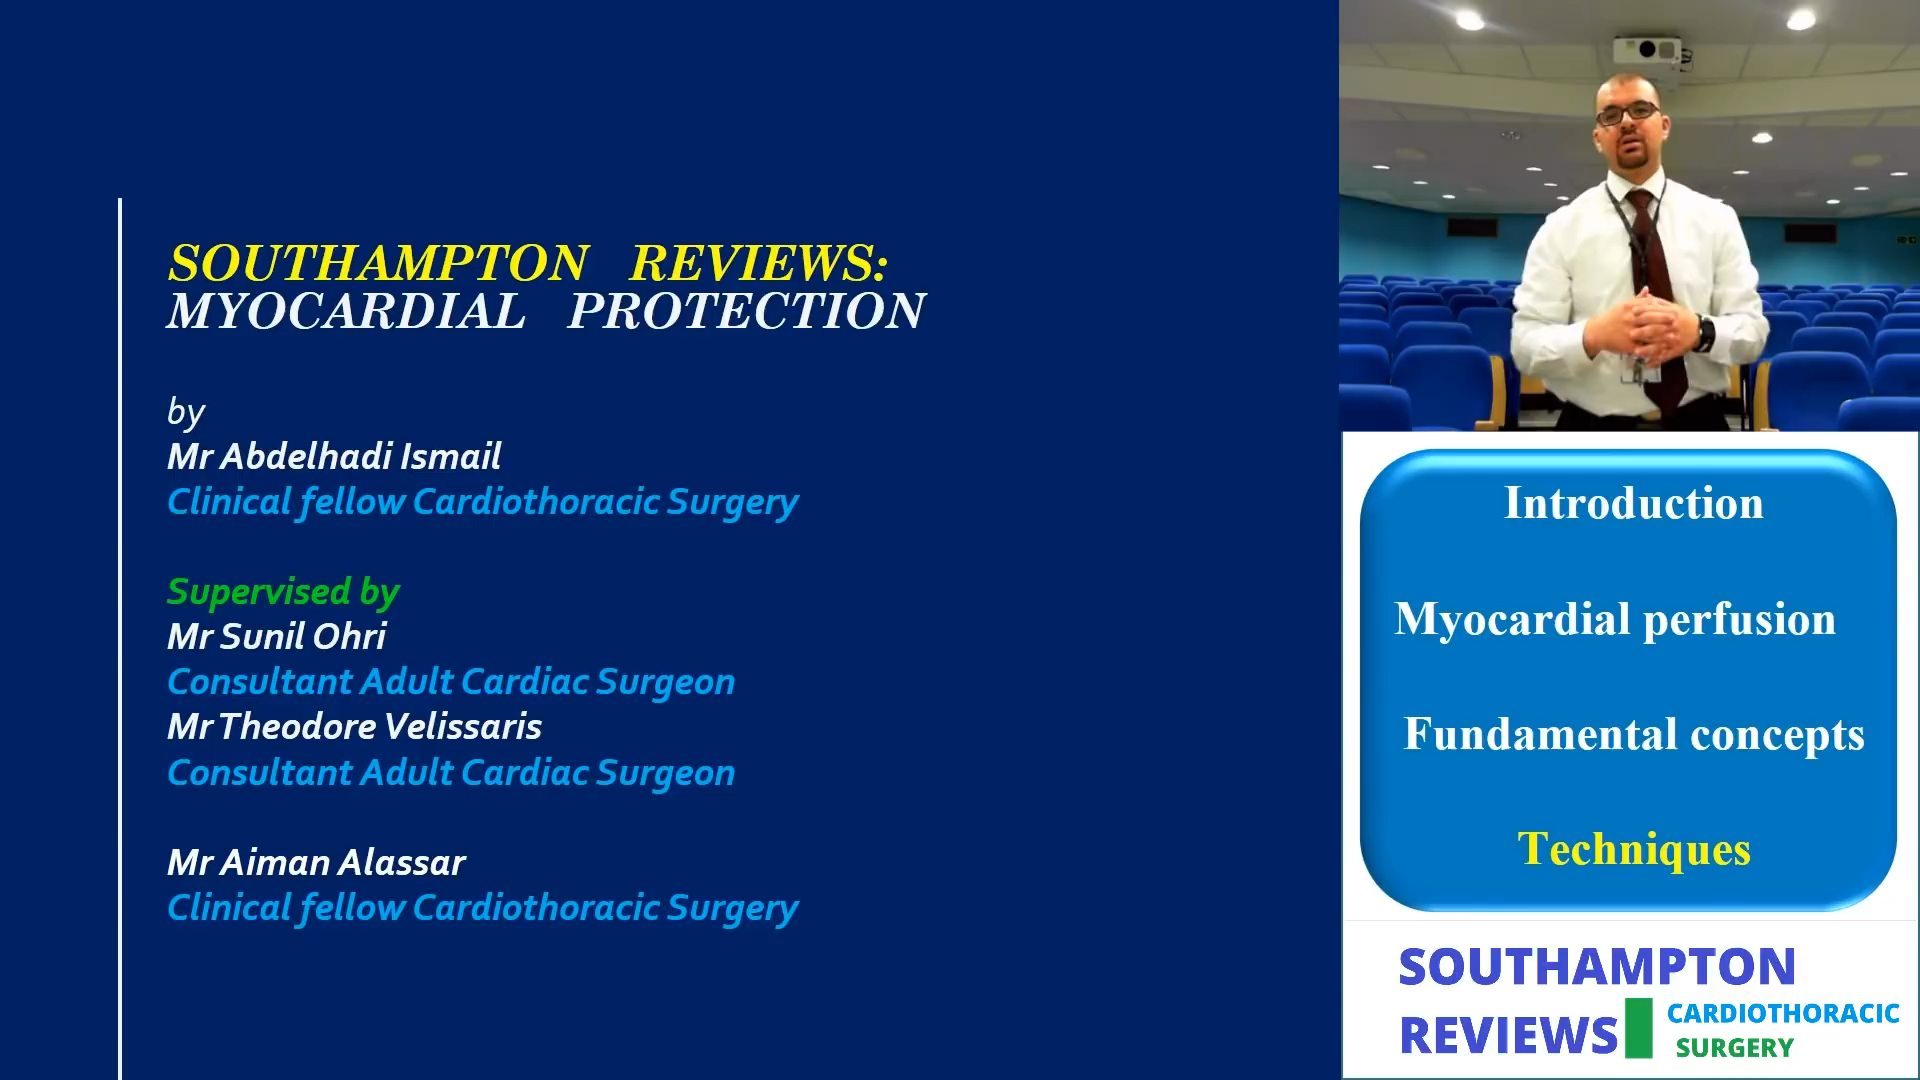 SOUTHAMPTON REVIEWS:
MYOCARDIAL PROTECTION
by
Mr Abdelhadi Ismail
Clinical fellow Cardiothoracic Surgery
Supervised by
Mr Sunil Ohri
Consultant Adult Cardiac Surgeon
Mr Theodore Velissaris
Consultant Adult Cardiac Surgeon
Mr Aiman Alassar
Clinical fellow Cardiothoracic Surgery
Introduction
Myocardial perfusion
Fundamental concepts
Techniques
SOUTHAMPTON
REVIEWS
CARDIOTHORACIC
SURGERY